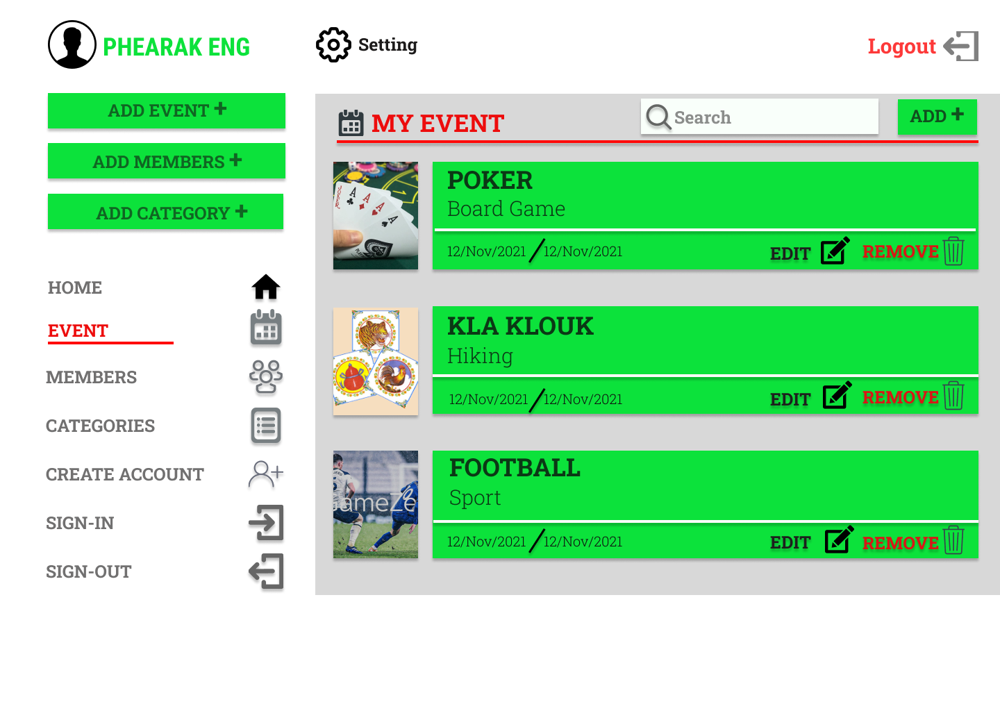 PHEARAK ENG
Setting
Logout
ADD EVENT +
ADD MEMBERS +
ADD CATEGORY +
HOME
EVENT
MEMBERS
CATEGORIES
CREATE ACCOUNT
SIGN-IN
SIGN-OUT
MY EVENT
Search
ADD +
JOKER
A
A
A
A
POKER
Board Game
12/Nov/2021 / 12/Nov/2021
EDIT
REMOVE
KLA KLOUK
Hiking
12/Nov/2021 / 12/Nov/2021
EDIT
REMOVE
GameZe
FOOTBALL
Sport
12/Nov/2021 / 12/Nov/2021
EDIT
REMOVE